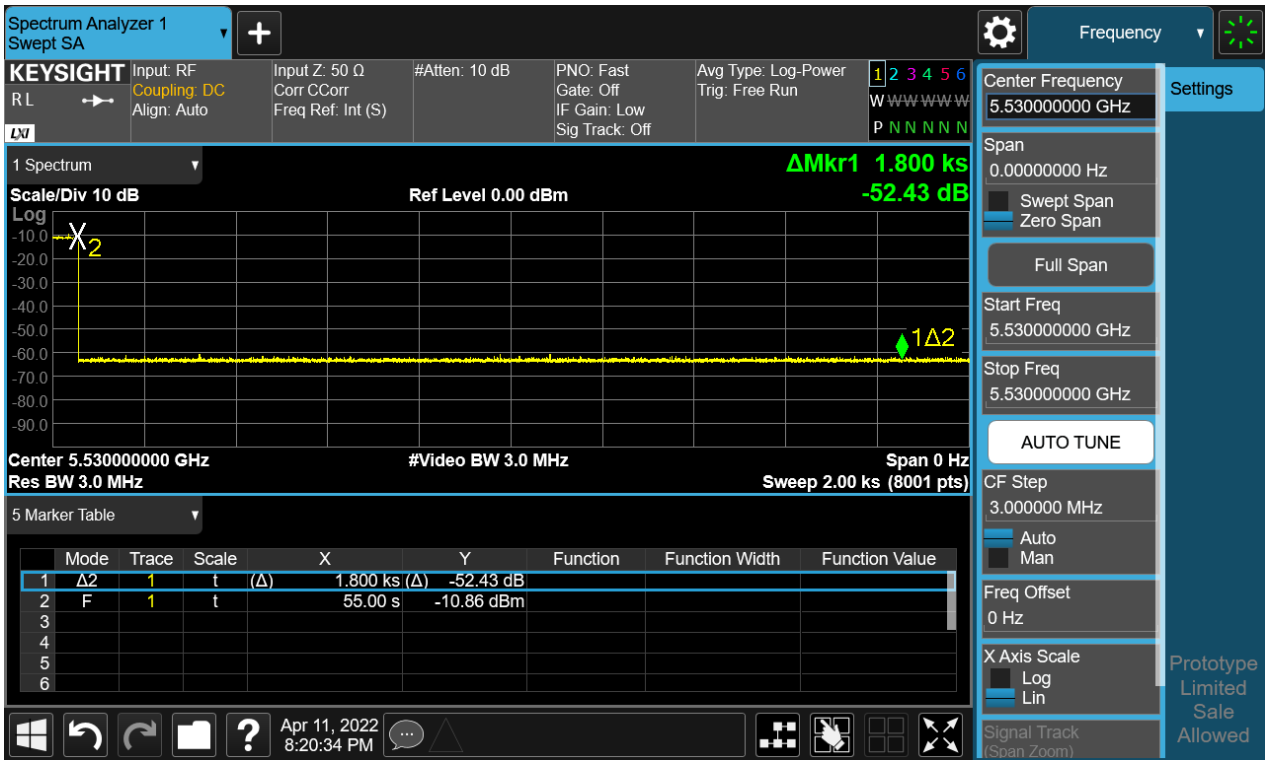 Spectrum Analyzer 1
Swept SA
+
Frequency
KEYSIGHT
R L
LXI
Input: RF
Coupling: DC
Align: Auto
Input Z: 50 Ω
Corr CCorr
Freq Ref: Int (S)
#Atten: 10 dB
PNO: Fast
Gate: Off
IF Gain: Low
Sig Track: Off
Avg Type: Log-Power
Trig: Free Run
1 2 3 4 5 6
W W W W W W
P N N N N N
1 Spectrum
ΔMkr1 1.800 ks
-52.43 dB
Scale/Div 10 dB
Ref Level 0.00 dBm
Log
-10.0
-20.0
-30.0
-40.0
-50.0
-60.0
-70.0
-80.0
-90.0
X2
1Δ2
Center 5.530000000 GHz
#Video BW 3.0 MHz
Span 0 Hz
Res BW 3.0 MHz
Sweep 2.00 ks (8001 pts)
5 Marker Table
Mode Trace Scale X Y Function Function Width Function Value
1 Δ2 1 t (Δ) 1.800 ks (Δ) -52.43 dB
2 F 1 t 55.00 s -10.86 dBm
3
4
5
6
?
Apr 11, 2022
8:20:34 PM
Center Frequency
5.530000000 GHz
Span
0.00000000 Hz
Swept Span
Zero Span
Full Span
Start Freq
5.530000000 GHz
Stop Freq
5.530000000 GHz
AUTO TUNE
CF Step
3.000000 MHz
Auto
Man
Freq Offset
0 Hz
X Axis Scale
Log
Lin
Signal Track
(Span Zoom)
Settings
Prototype
Limited
Sale
Allowed